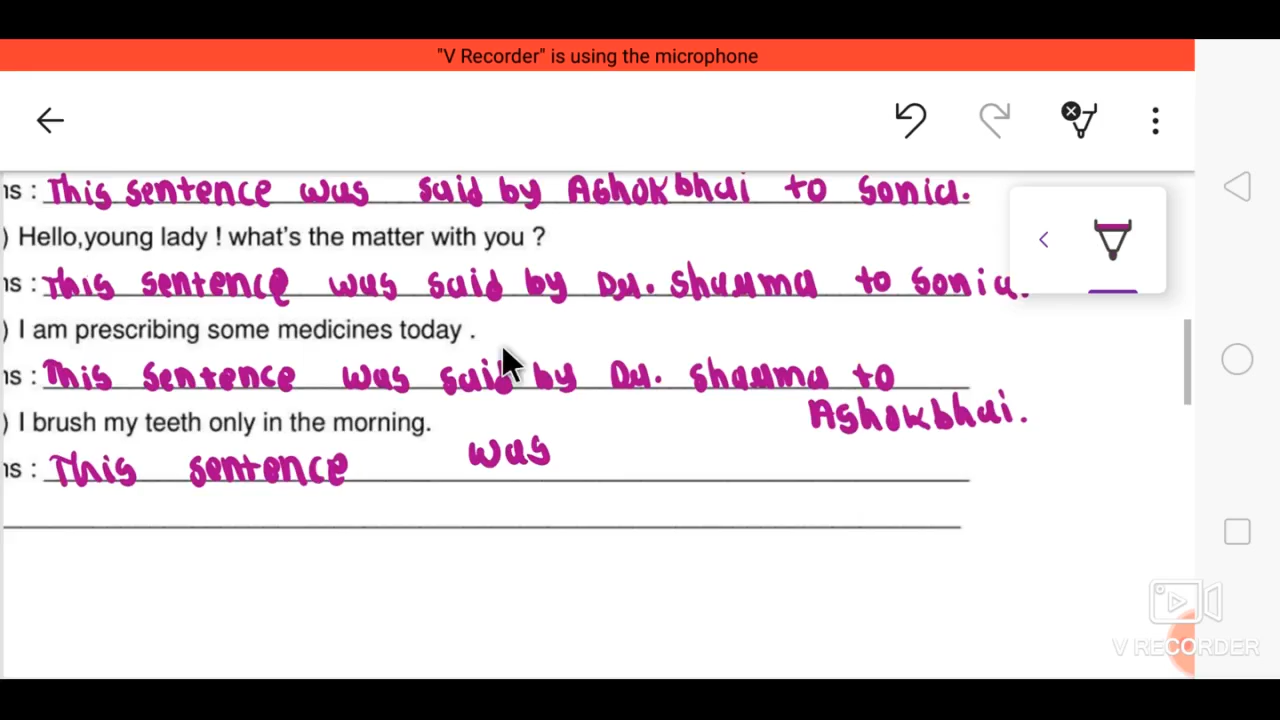 "V Recorder" is using the microphone
ns : This sentence was said by Ashokbhai to Sonia.
) Hello,young lady ! what's the matter with you ?
ns : This sentence was said by Dr. Sharma to Sonia.
) I am prescribing some medicines today .
ns : This sentence was said by Dr. Sharma to
Ashokbhai.
) I brush my teeth only in the morning.
ns : This sentence was
V RECORDER